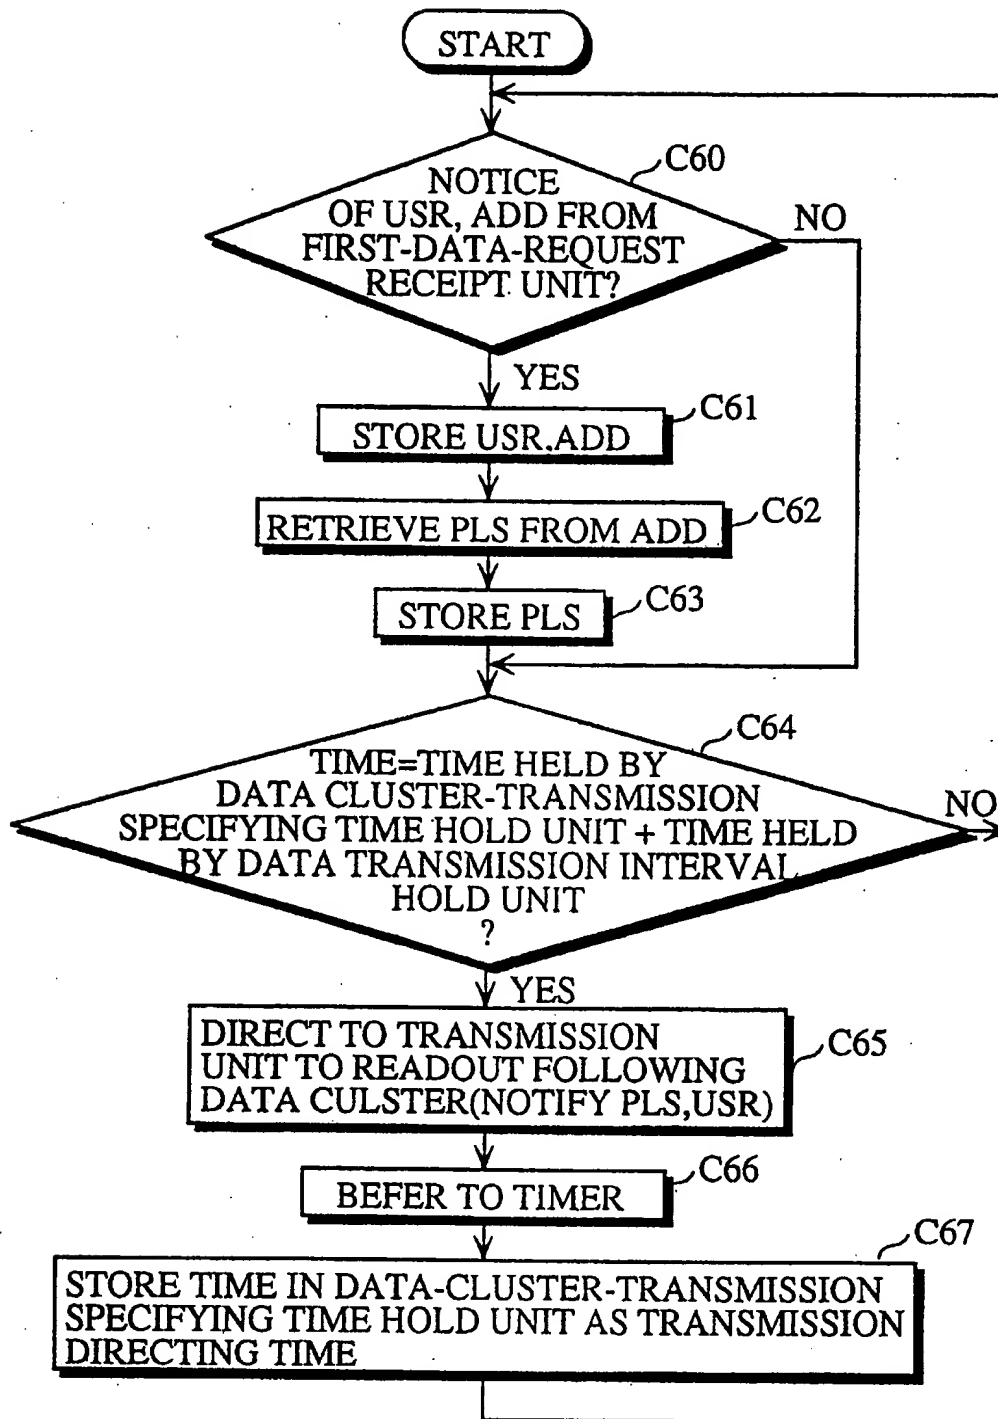 START
C60
NOTICE
OF USR, ADD FROM
FIRST-DATA-REQUEST
RECEIPT UNIT?
NO
YES
C61
STORE USR.ADD
C62
RETRIEVE PLS FROM ADD
C63
STORE PLS
C64
TIME=TIME HELD BY
DATA CLUSTER-TRANSMISSION
SPECIFYING TIME HOLD UNIT + TIME HELD
BY DATA TRANSMISSION INTERVAL
HOLD UNIT
?
NO
YES
C65
DIRECT TO TRANSMISSION
UNIT TO READOUT FOLLOWING
DATA CULSTER(NOTIFY PLS,USR)
C66
BEFER TO TIMER
C67
STORE TIME IN DATA-CLUSTER-TRANSMISSION
SPECIFYING TIME HOLD UNIT AS TRANSMISSION
DIRECTING TIME